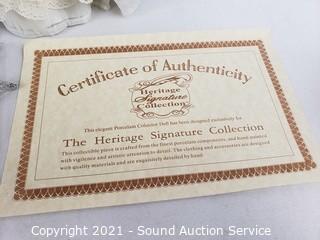 Certificate of Authenticity
Heritage
Signature
Collection
This elegant Porcelain Collector Doll has been designed exclusively for
The Heritage Signature Collection
This collectible piece is crafted from the finest porcelain components, and hand-painted
with vigilence and artistic attention to detail. The clothing and accessories are designed
with quality materials and are exquisitely detailed by hand.
Copyright 2021 - Sound Auction Service